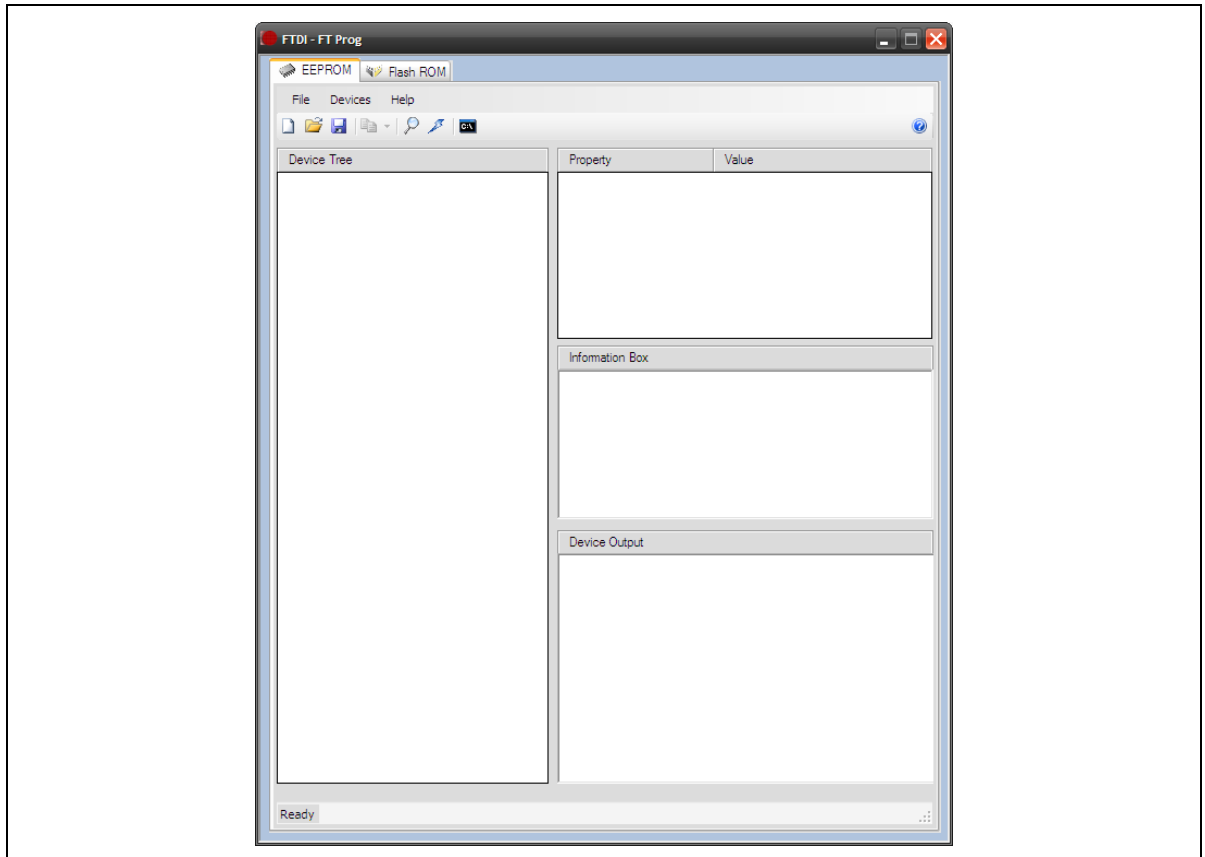 FTDI - FT Prog
EEPROM Flash ROM
File Devices Help
C:\
Device Tree
Property Value
Information Box
Device Output
Ready